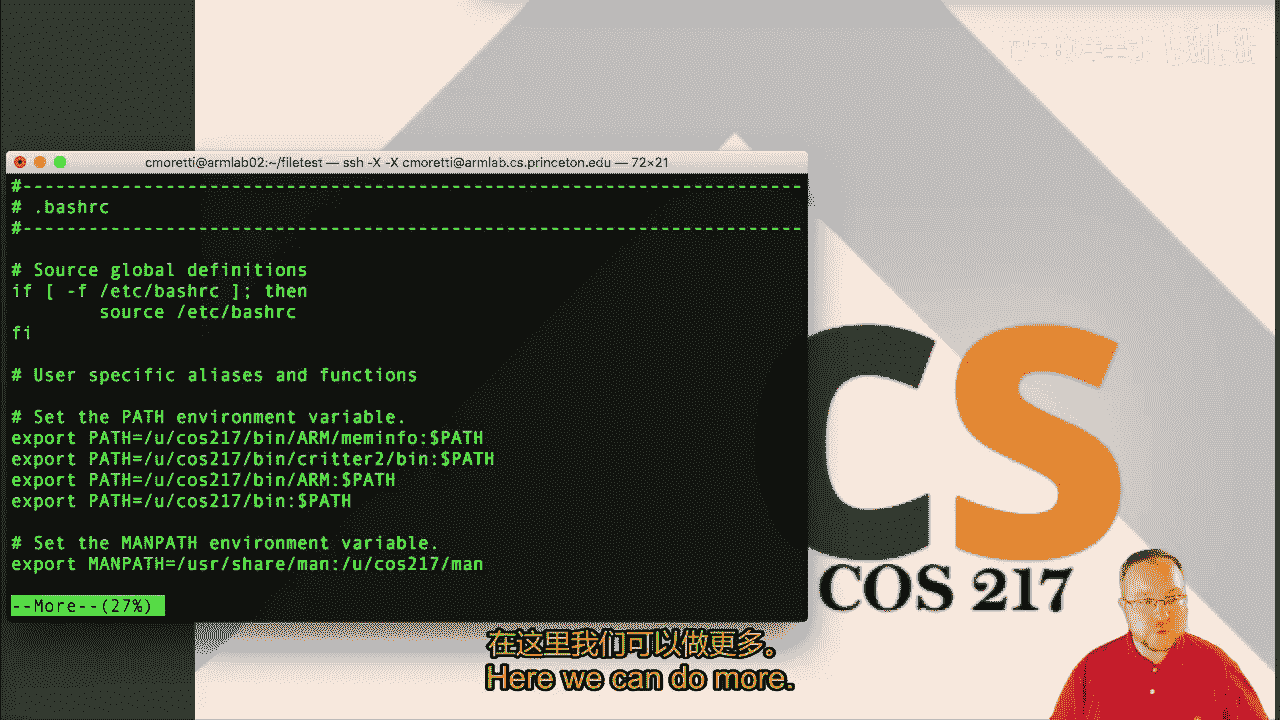 cmoretti@armlab02:~/filetest — ssh -X -X cmoretti@armlab.cs.princeton.edu — 72×21
#------------------------------------------------------------------------
# .bashrc
#------------------------------------------------------------------------
# Source global definitions
if [ -f /etc/bashrc ]; then
        source /etc/bashrc
fi
# User specific aliases and functions
# Set the PATH environment variable.
export PATH=/u/cos217/bin/ARM/meminfo:$PATH
export PATH=/u/cos217/bin/critter2/bin:$PATH
export PATH=/u/cos217/bin/ARM:$PATH
export PATH=/u/cos217/bin:$PATH
# Set the MANPATH environment variable.
export MANPATH=/usr/share/man:/u/cos217/man
--More--(27%)
CS
COS 217
在这里我们可以做更多。
Here we can do more.